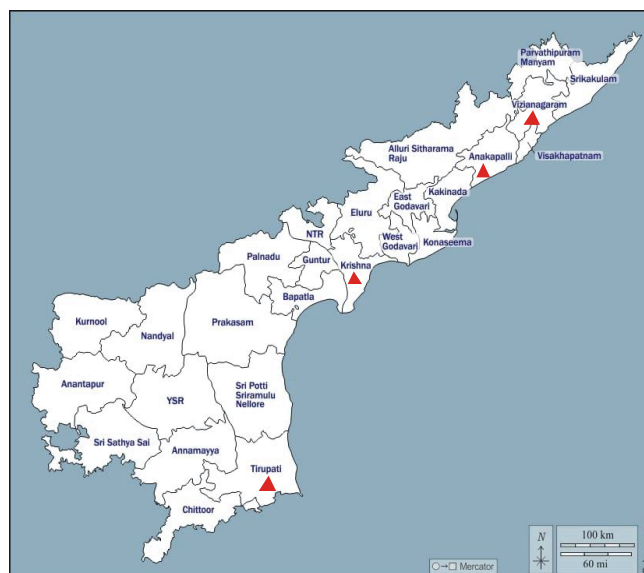 Parvathipuram
Manyam
Srikakulam
Vizianagaram
Alluri Sitharama
Raju
Anakapalli
Visakhapatnam
East
Godavari
Kakinada
Eluru
NTR
West
Godavari
Konaseema
Palnadu
Guntur
Krishna
Bapatla
Kurnool
Nandyal
Prakasam
Anantapur
YSR
Sri Potti
Sriramulu
Nellore
Sri Sathya Sai
Annamayya
Tirupati
Chittoor
N
100 km
60 mi
Mercator